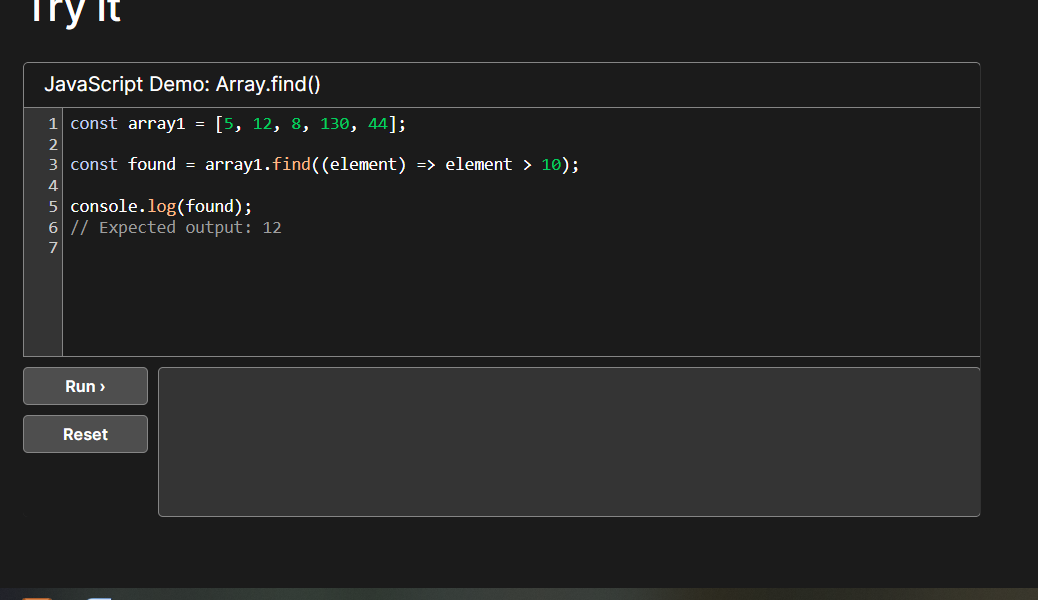 Try it
JavaScript Demo: Array.find()
1 const array1 = [5, 12, 8, 130, 44];
2
3 const found = array1.find((element) => element > 10);
4
5 console.log(found);
6 // Expected output: 12
7
Run ›
Reset